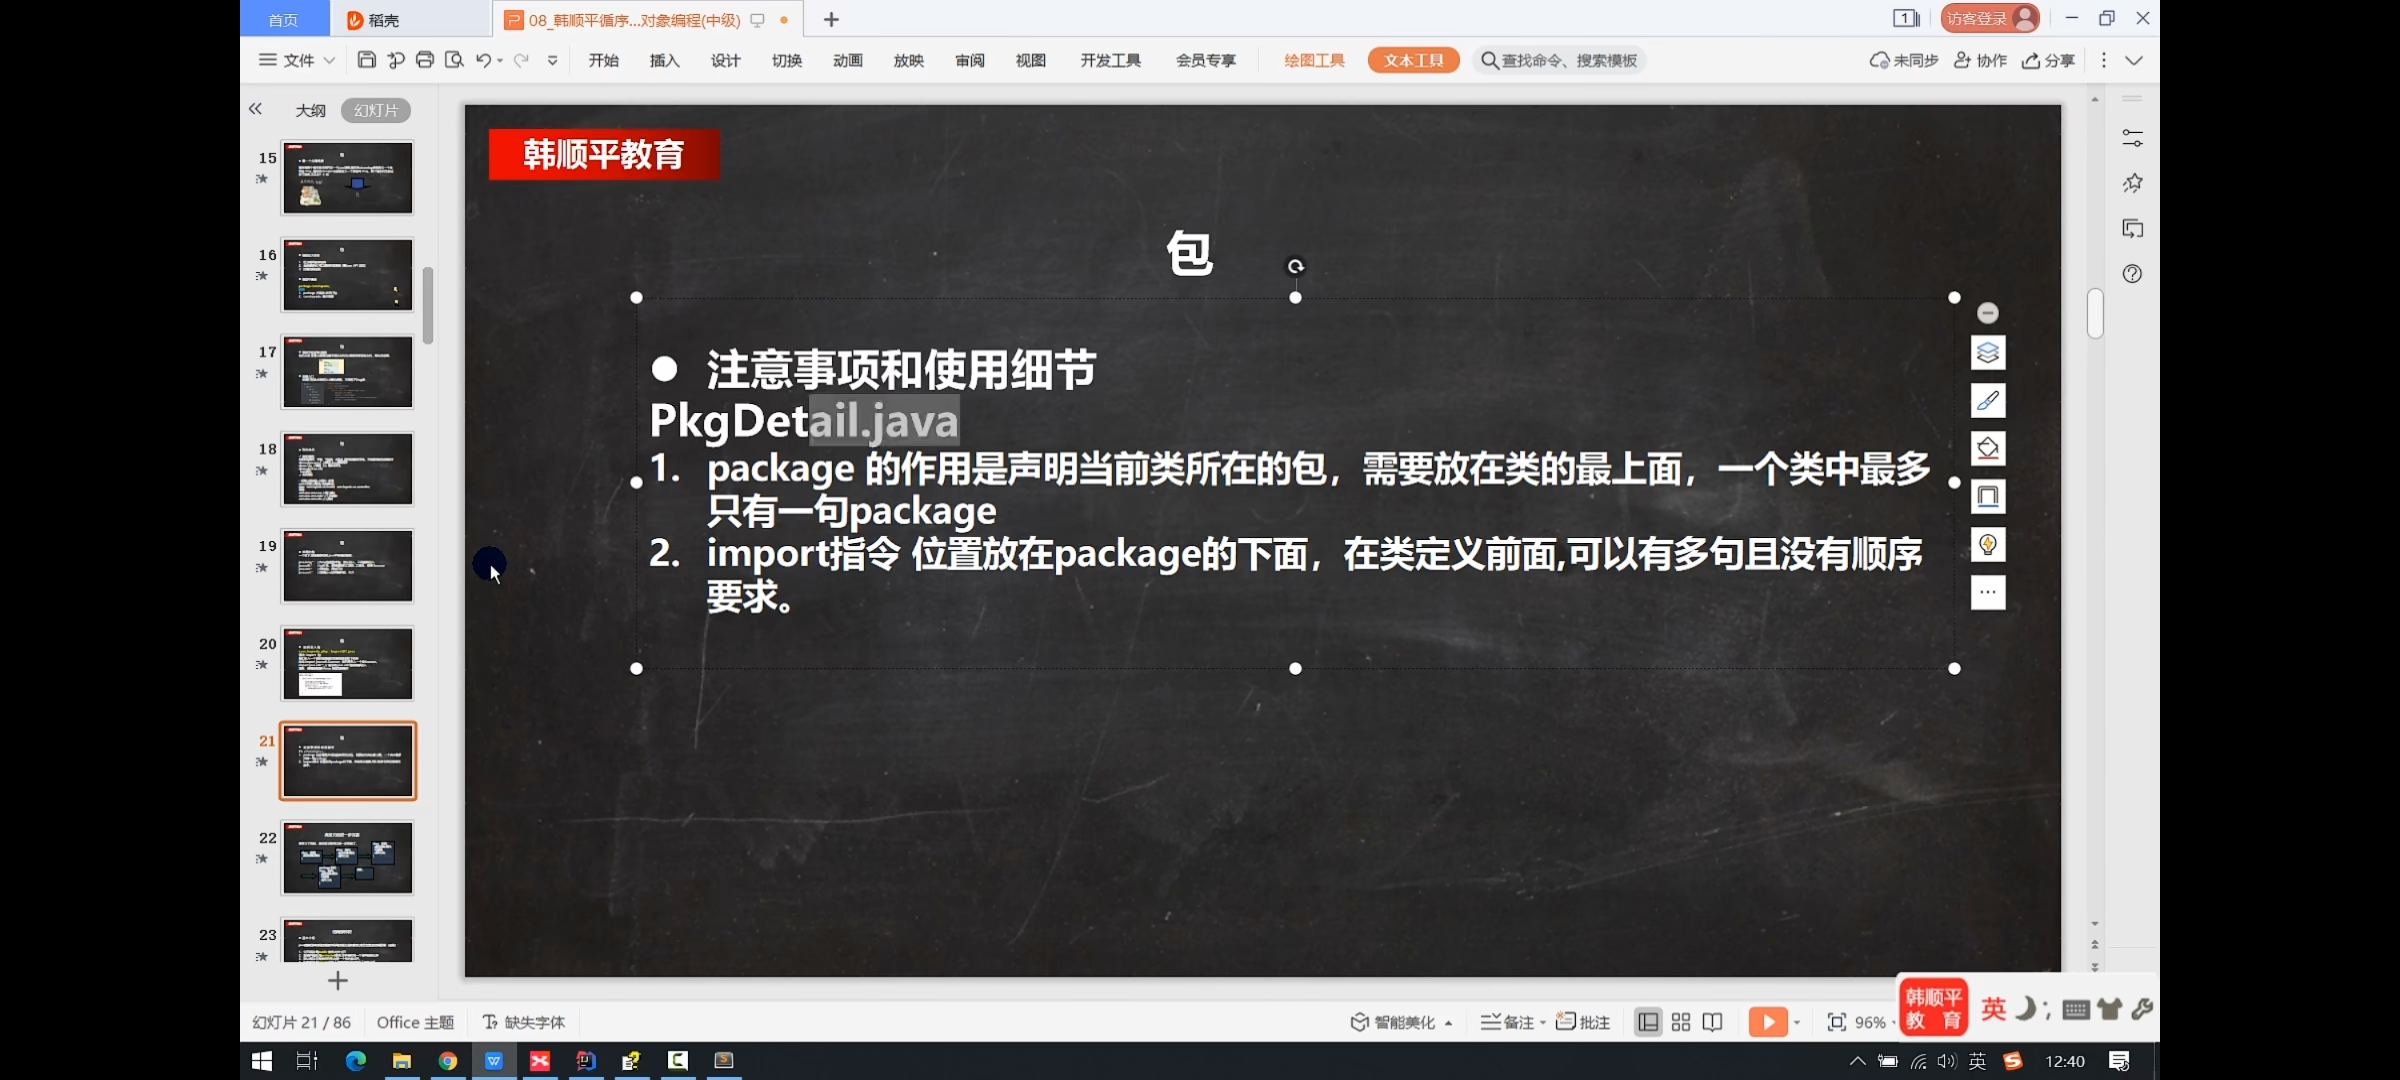 首页
稻壳
08_韩顺平循序...对象编程(中级)
访客登录
文件
开始
插入
设计
切换
动画
放映
审阅
视图
开发工具
会员专享
绘图工具
文本工具
查找命令、搜索模板
未同步
协作
分享
大纲
幻灯片
15
16
17
18
19
20
21
22
23
韩顺平教育
包
注意事项和使用细节
PkgDetail.java
1. package 的作用是声明当前类所在的包，需要放在类的最上面，一个类中最多
只有一句package
2. import指令 位置放在package的下面，在类定义前面,可以有多句且没有顺序
要求。
幻灯片 21 / 86
Office 主题
缺失字体
智能美化
备注
批注
96%
韩顺平
教 育
英
英
12:40